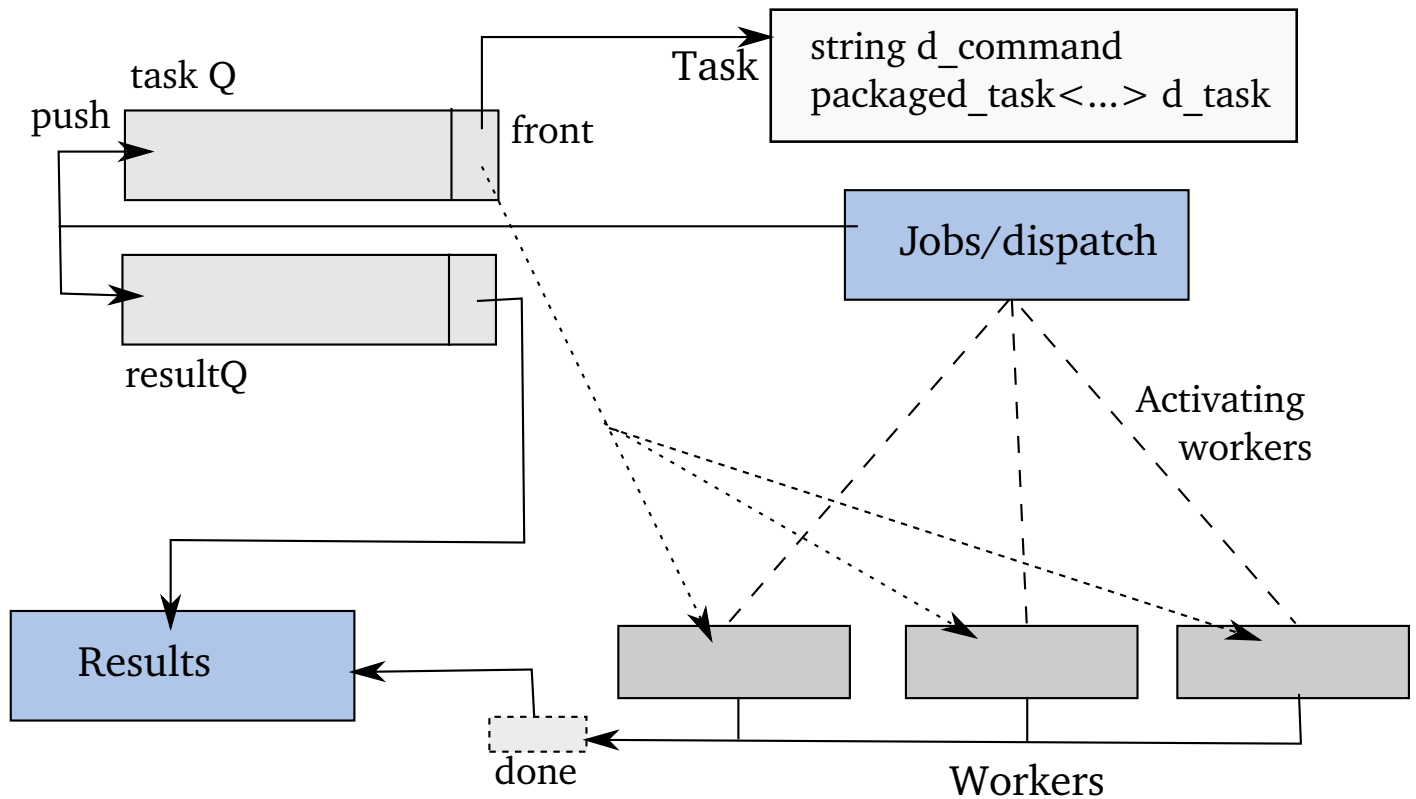 task Q
push
front
Task
string d_command
packaged_task<...> d_task
Jobs/dispatch
resultQ
Activating
workers
Results
done
Workers